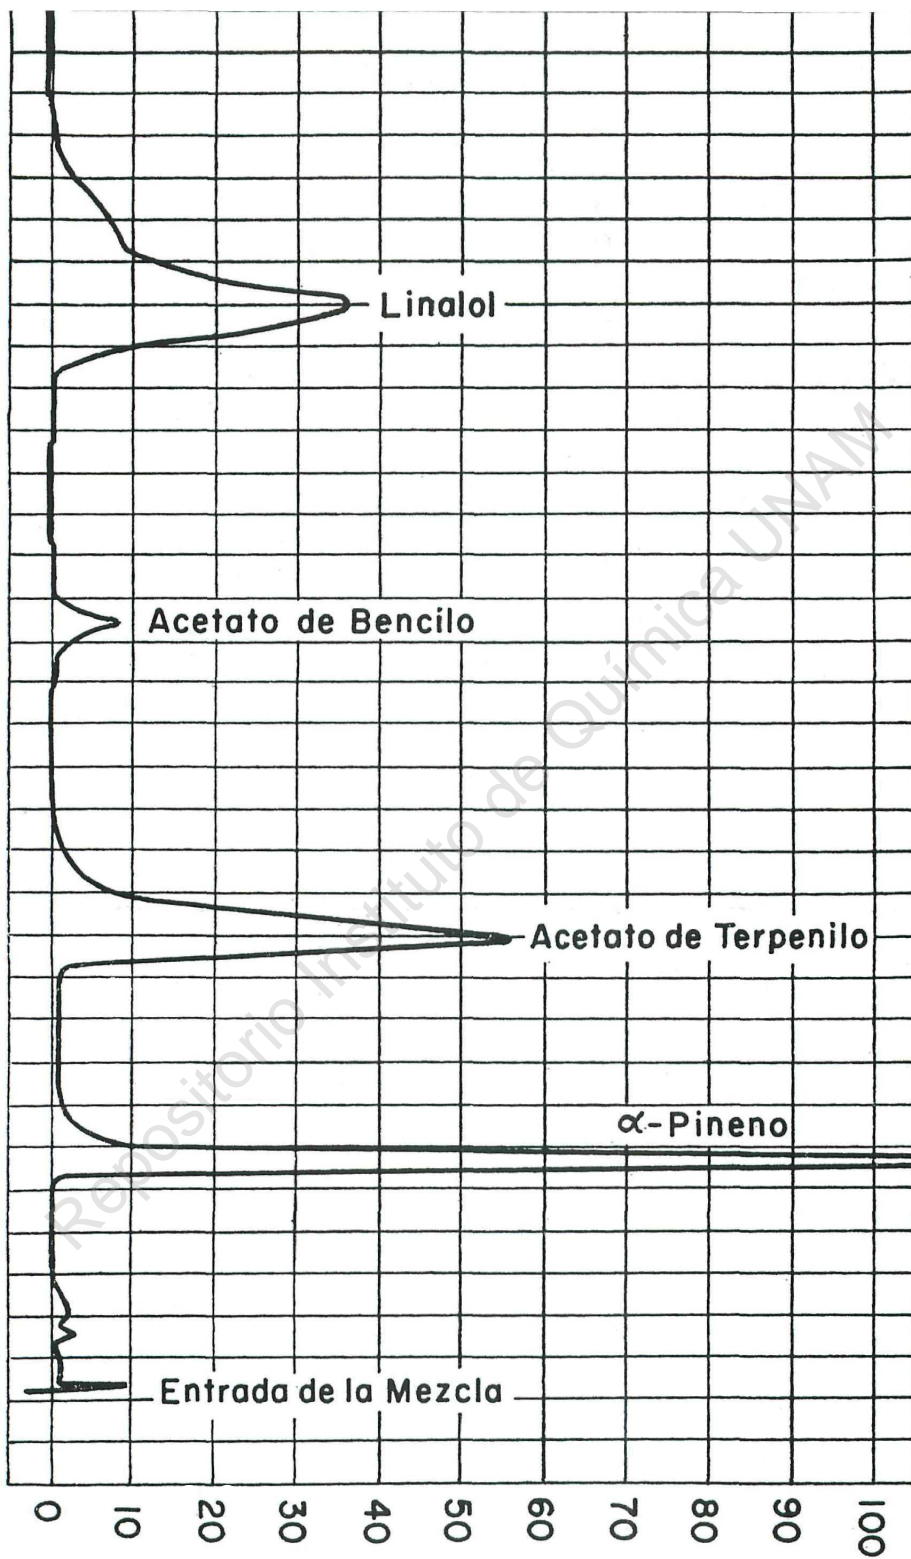 Linalol
Acetato de Bencilo
Acetato de Terpenilo
α-Pineno
Entrada de la Mezcla
0 10 20 30 40 50 60 70 80 90 100
Repositorio Instituto de Química UNAM